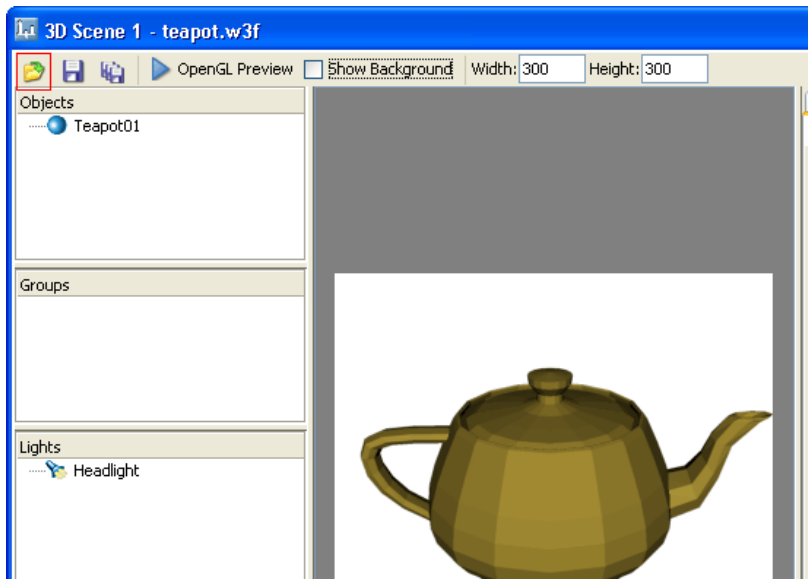 3D Scene 1 - teapot.w3f
OpenGL Preview Show Background Width: 300 Height: 300
Objects
Teapot01
Groups
Lights
Headlight